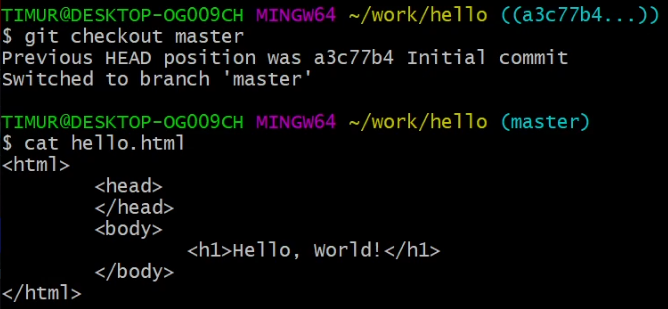 TIMUR@DESKTOP-OG009CH MINGW64 ~/work/hello ((a3c77b4...))
$ git checkout master
Previous HEAD position was a3c77b4 Initial commit
Switched to branch 'master'

TIMUR@DESKTOP-OG009CH MINGW64 ~/work/hello (master)
$ cat hello.html
<html>
        <head>
        </head>
        <body>
                <h1>Hello, World!</h1>
        </body>
</html>